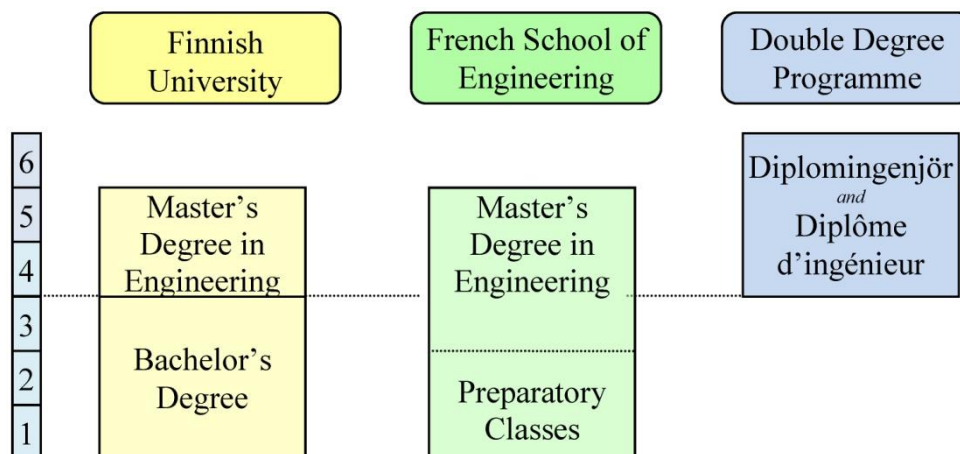 Finnish
University
French School of
Engineering
Double Degree
Programme
6
5
4
3
2
1
Master’s
Degree in
Engineering
Bachelor’s
Degree
Master’s
Degree in
Engineering
Preparatory
Classes
Diplomingenjör
and
Diplôme
d’ingénieur